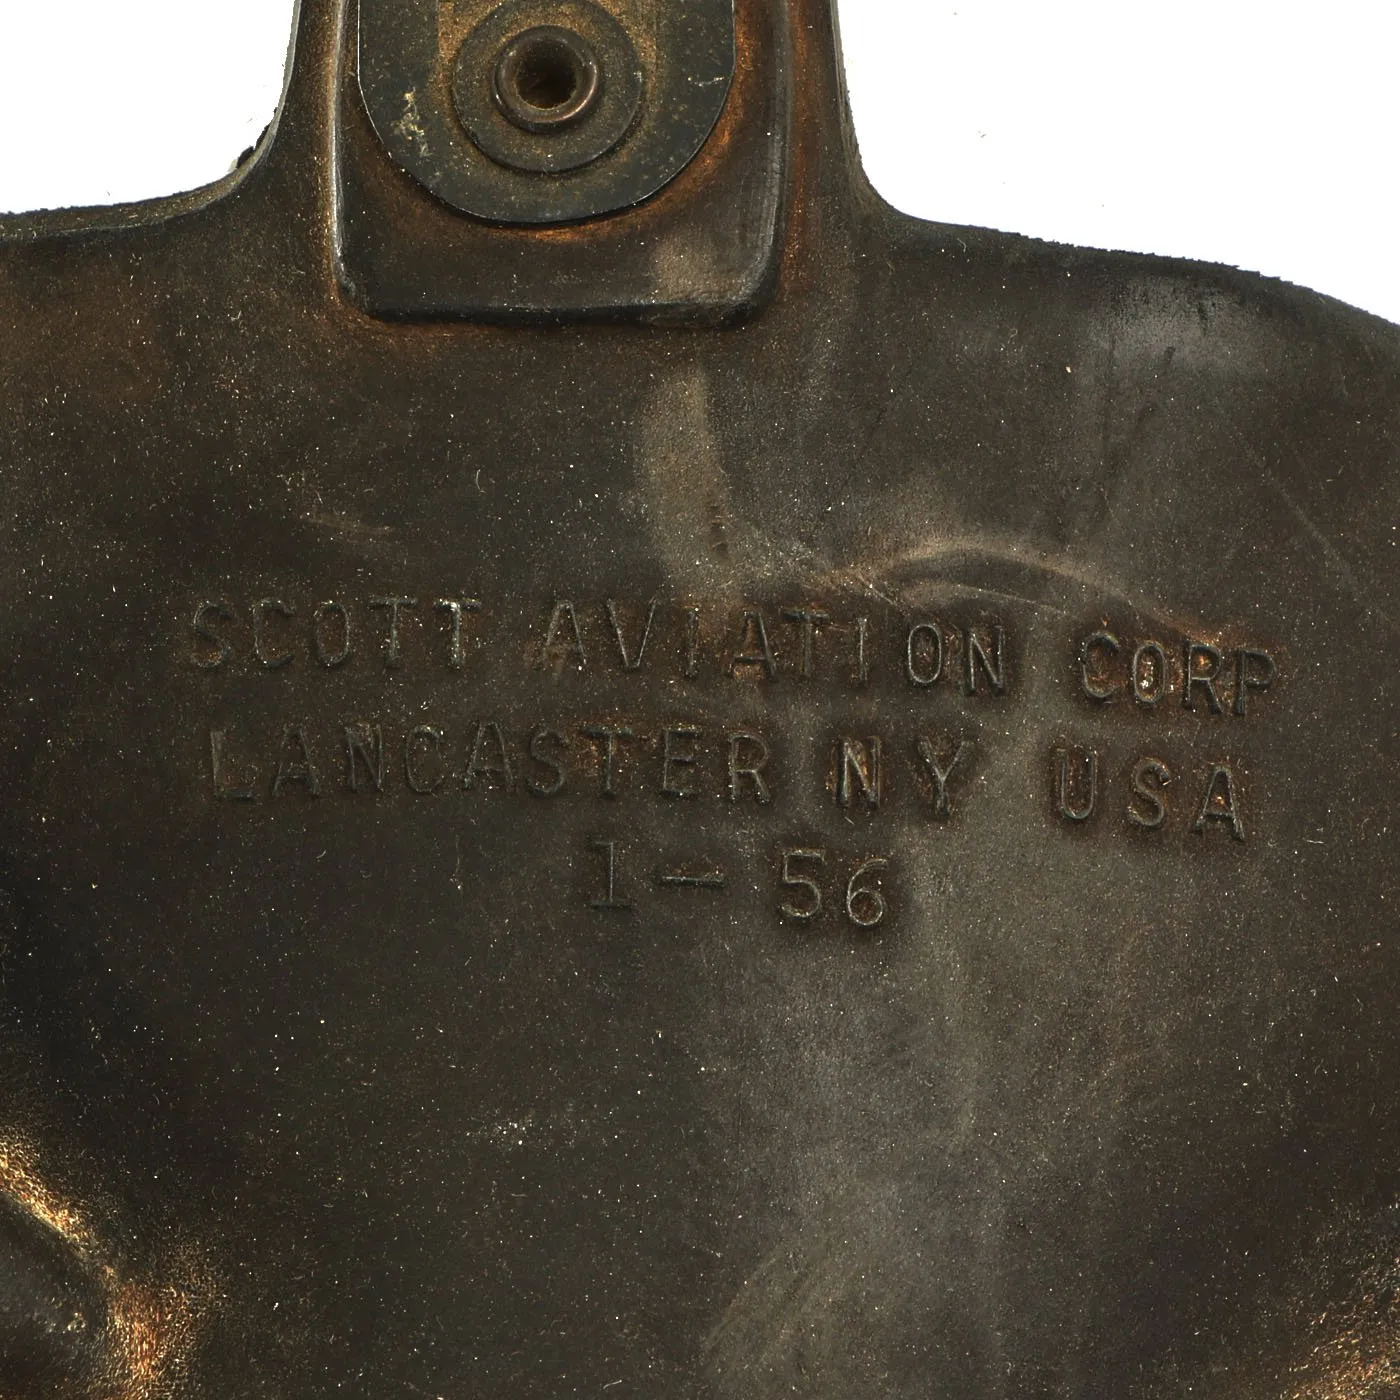 SCOTT AVIATION CORP
LANCASTER NY USA
1-56